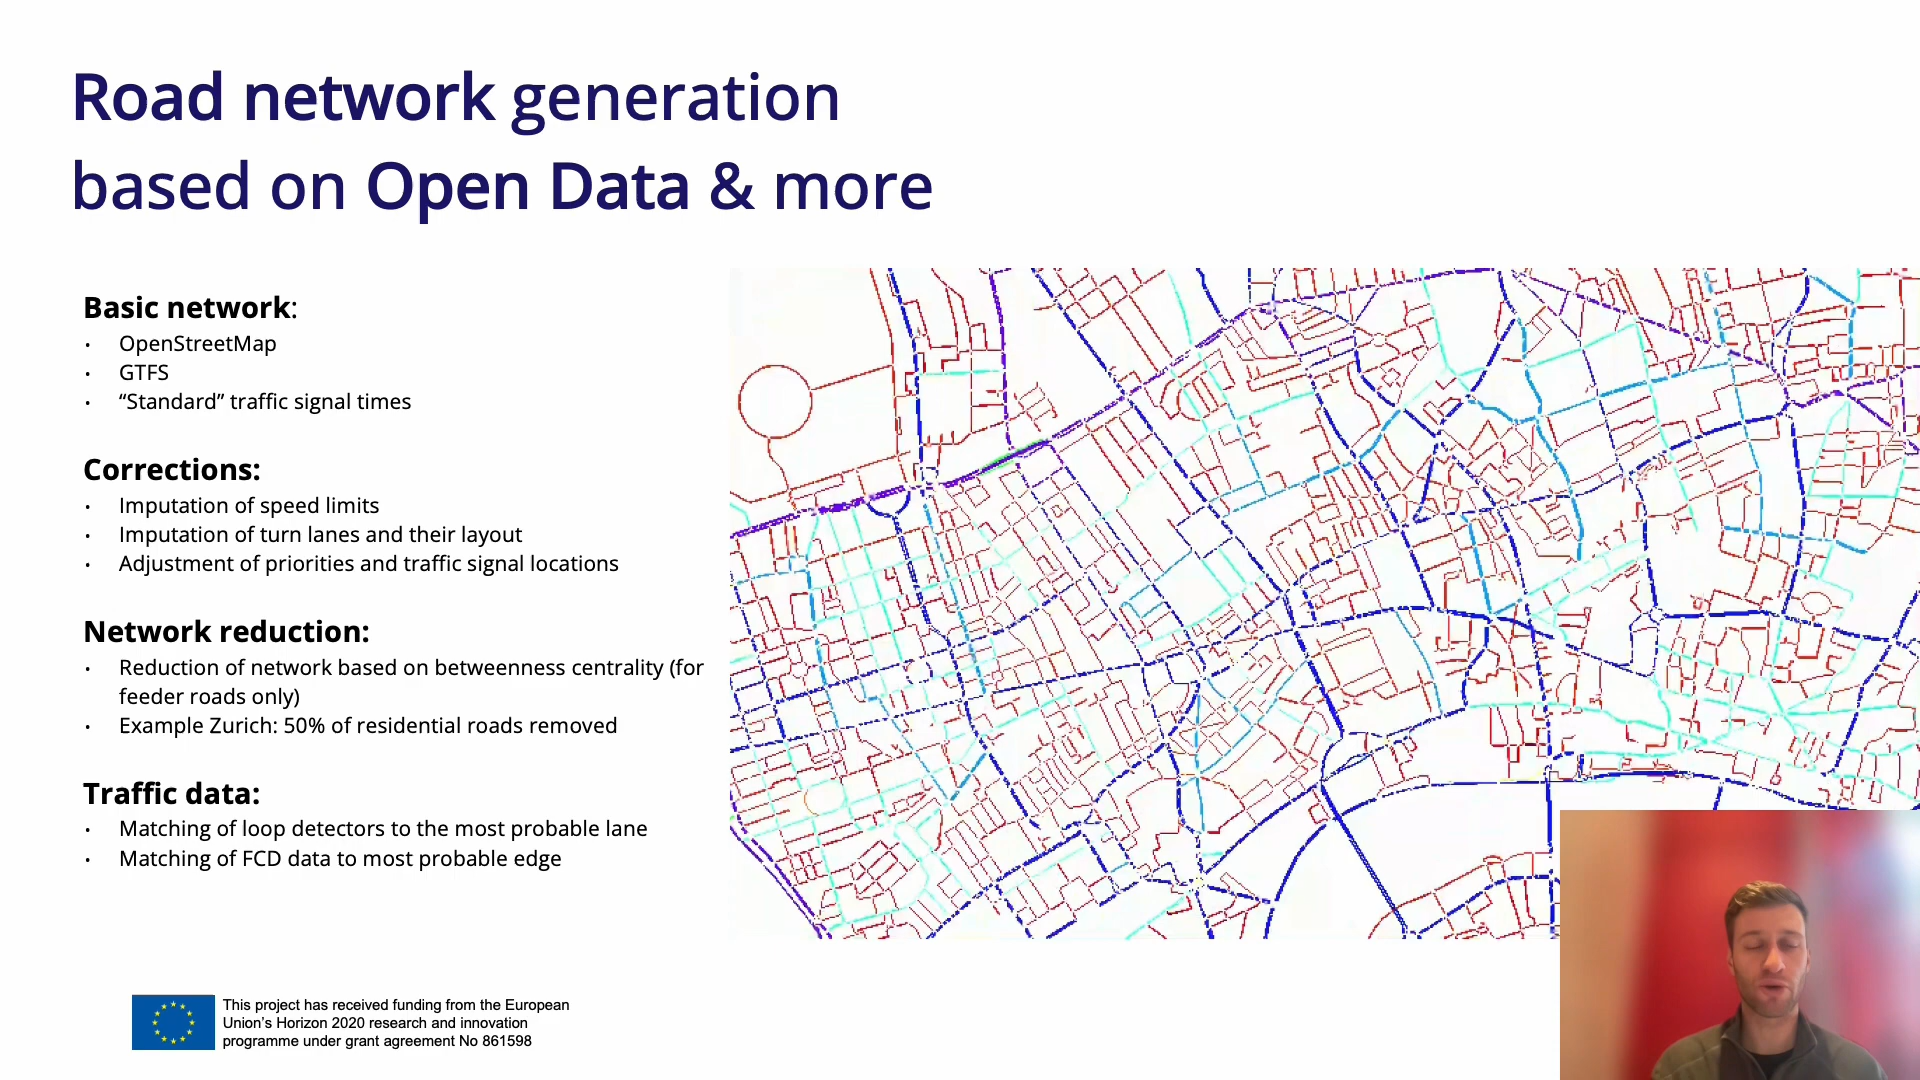 Road network generation
based on Open Data & more
Basic network:
· OpenStreetMap
· GTFS
· “Standard” traffic signal times
Corrections:
· Imputation of speed limits
· Imputation of turn lanes and their layout
· Adjustment of priorities and traffic signal locations
Network reduction:
· Reduction of network based on betweenness centrality (for
feeder roads only)
· Example Zurich: 50% of residential roads removed
Traffic data:
· Matching of loop detectors to the most probable lane
· Matching of FCD data to most probable edge
This project has received funding from the European
Union’s Horizon 2020 research and innovation
programme under grant agreement No 861598